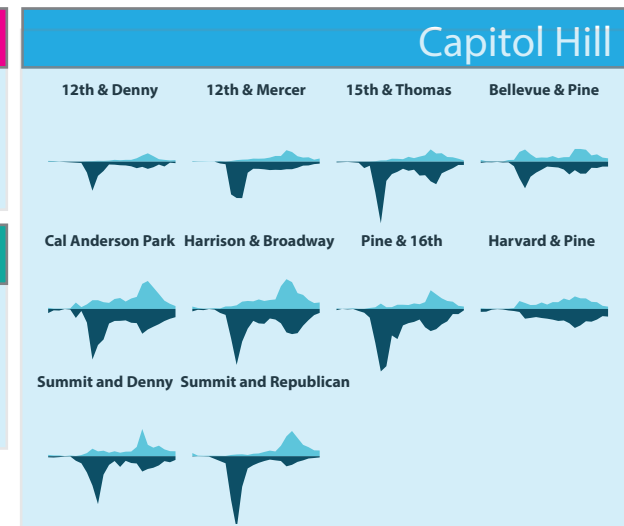 Capitol Hill
12th & Denny 12th & Mercer 15th & Thomas Bellevue & Pine
Cal Anderson Park Harrison & Broadway Pine & 16th Harvard & Pine
Summit and Denny Summit and Republican